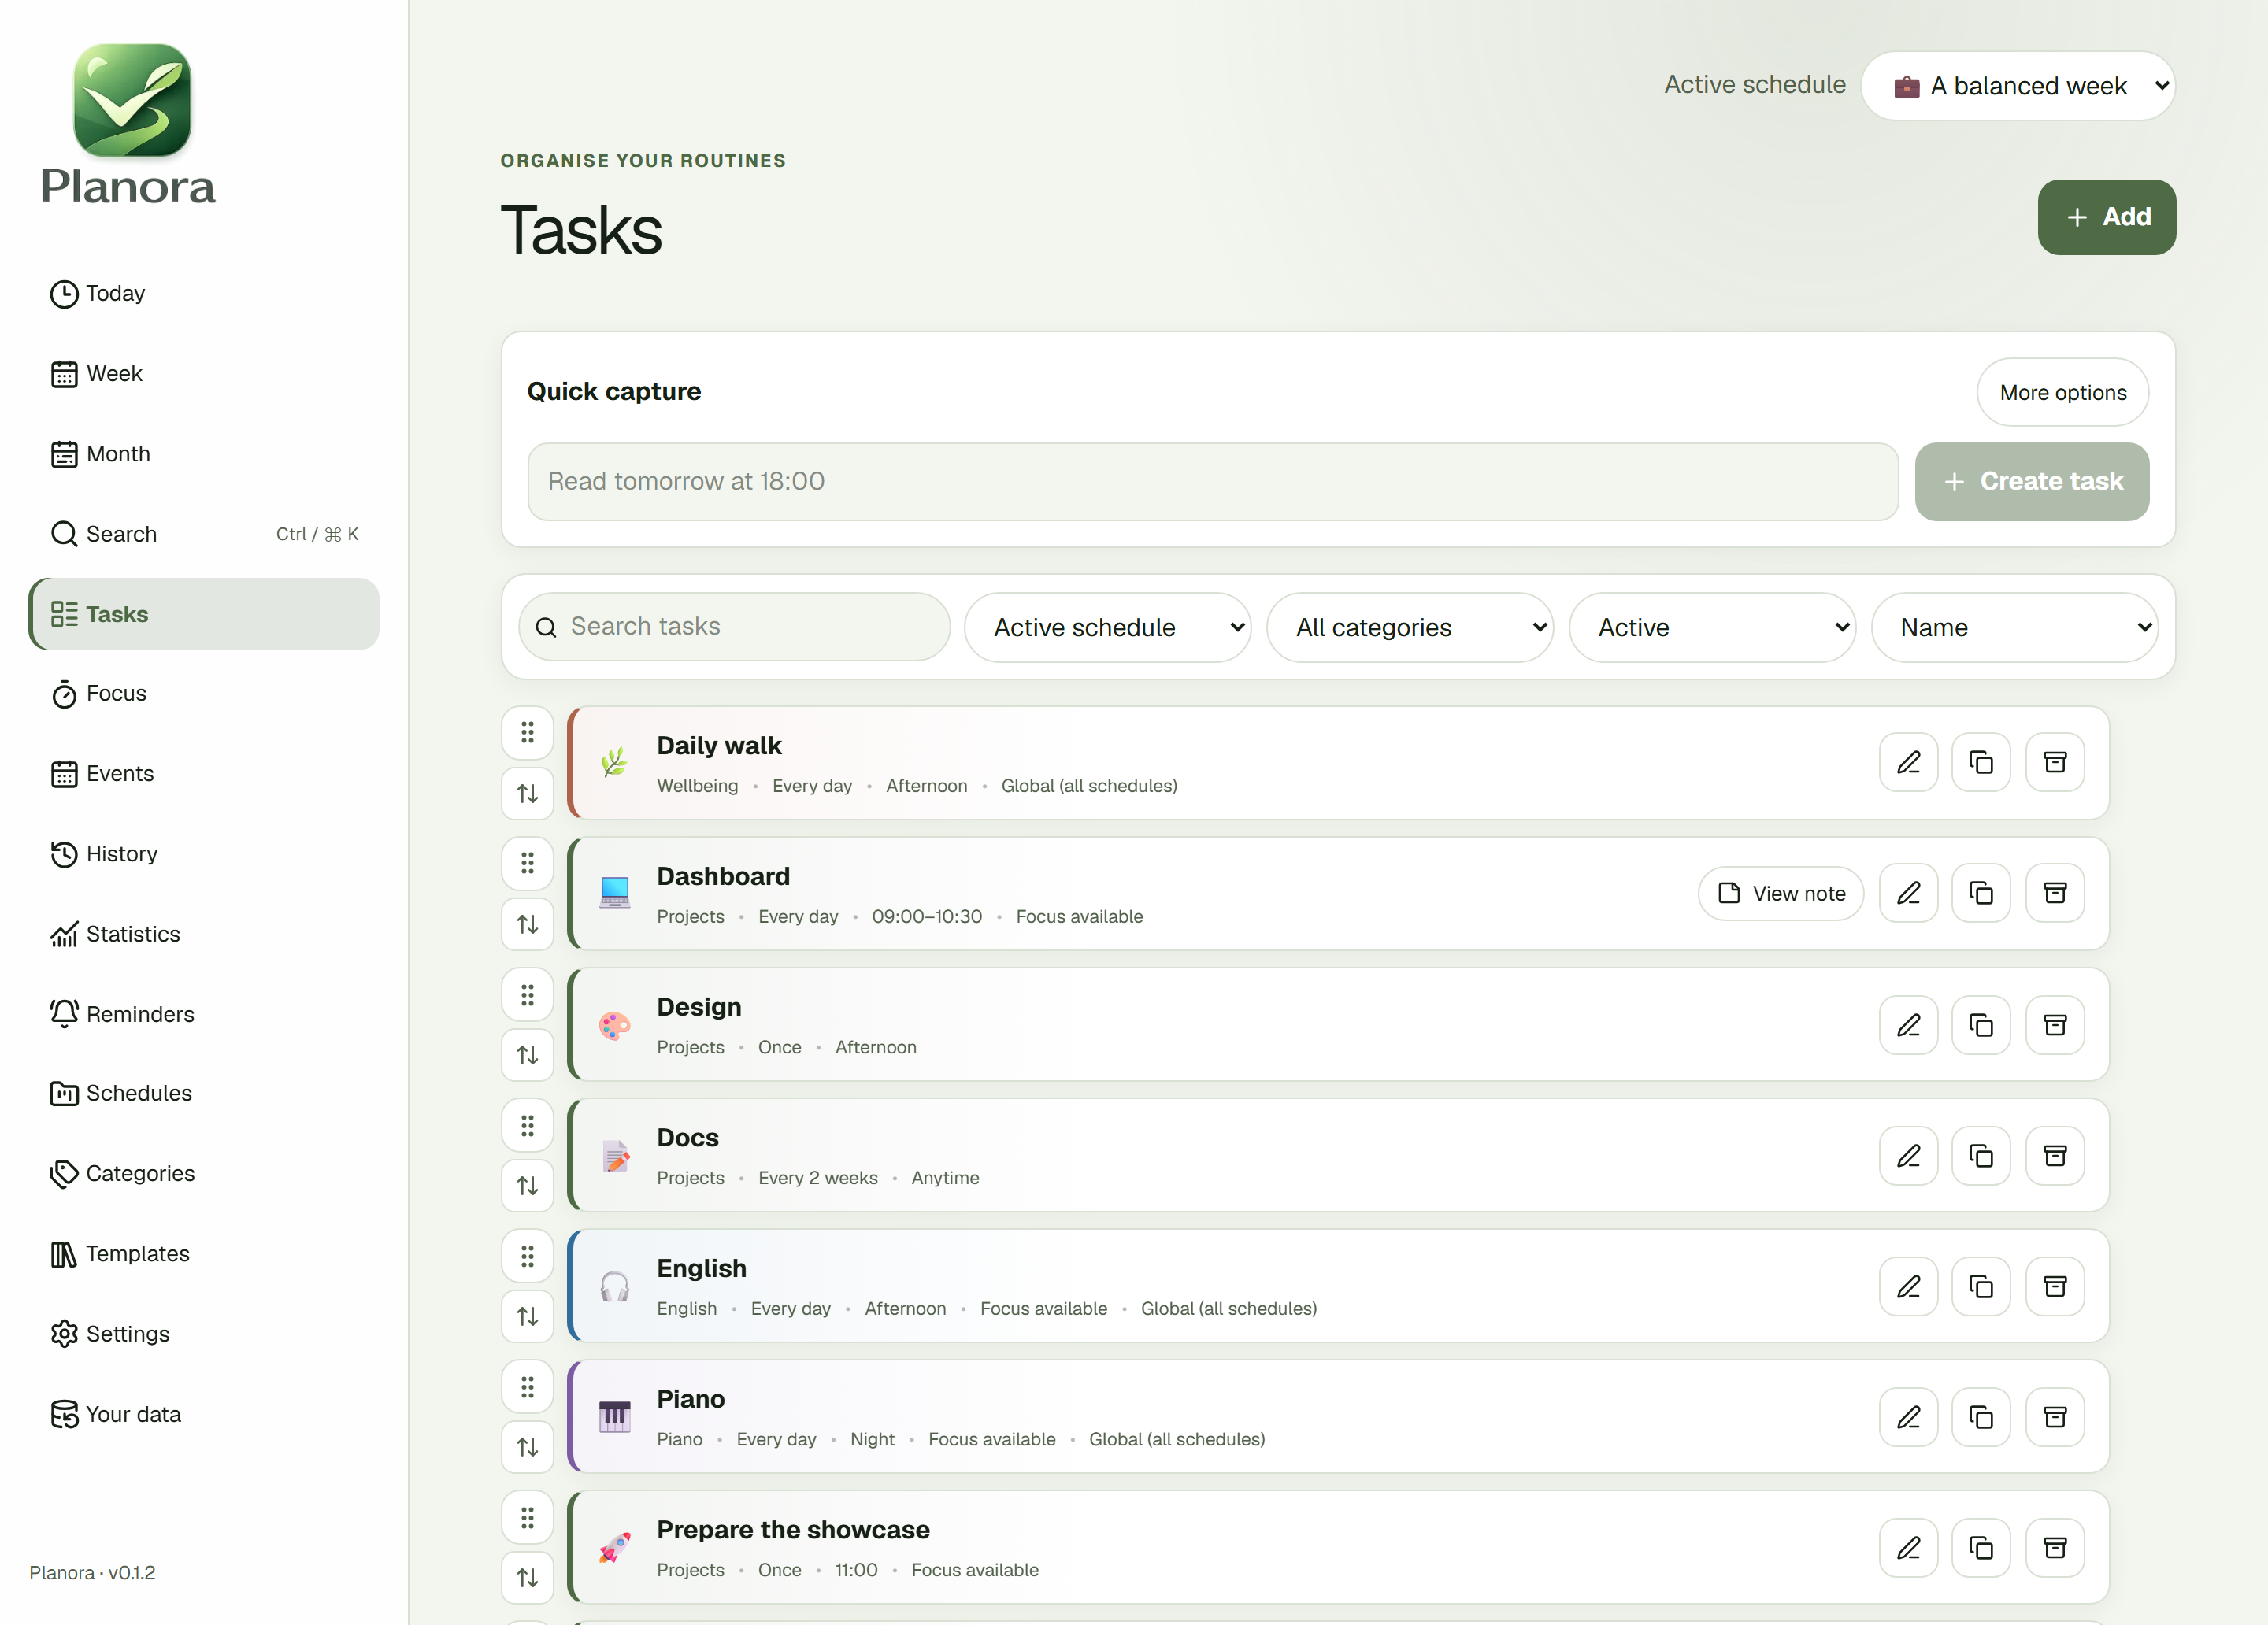 Planora
Today
Week
Month
Search Ctrl / ⌘ K
Tasks
Focus
Events
History
Statistics
Reminders
Schedules
Categories
Templates
Settings
Your data
Planora · v0.1.2
Active schedule 💼 A balanced week
ORGANISE YOUR ROUTINES
Tasks
+ Add
Quick capture
More options
Read tomorrow at 18:00
+ Create task
Search tasks Active schedule All categories Active Name
Daily walk
Wellbeing • Every day • Afternoon • Global (all schedules)
Dashboard
Projects • Every day • 09:00–10:30 • Focus available
View note
Design
Projects • Once • Afternoon
Docs
Projects • Every 2 weeks • Anytime
English
English • Every day • Afternoon • Focus available • Global (all schedules)
Piano
Piano • Every day • Night • Focus available • Global (all schedules)
Prepare the showcase
Projects • Once • 11:00 • Focus available